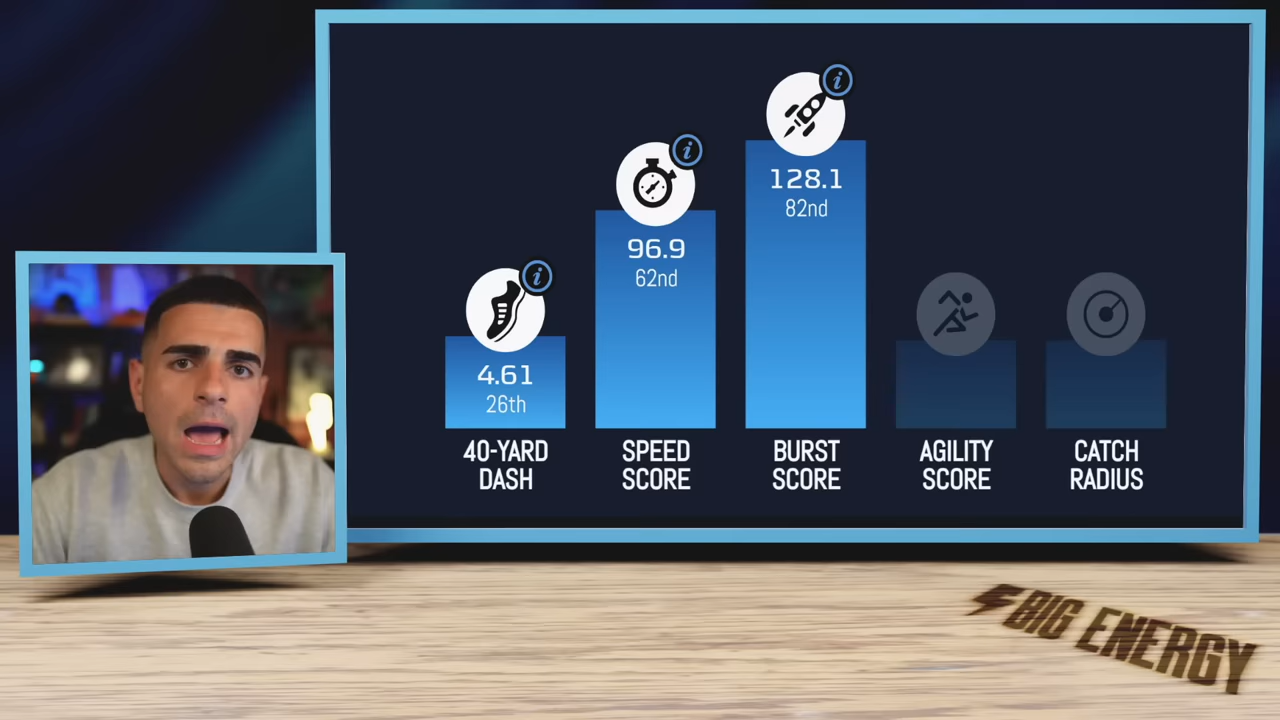 4.61
26th
40-YARD
DASH
i
96.9
62nd
SPEED
SCORE
i
128.1
82nd
BURST
SCORE
i
AGILITY
SCORE
CATCH
RADIUS
BIG ENERGY